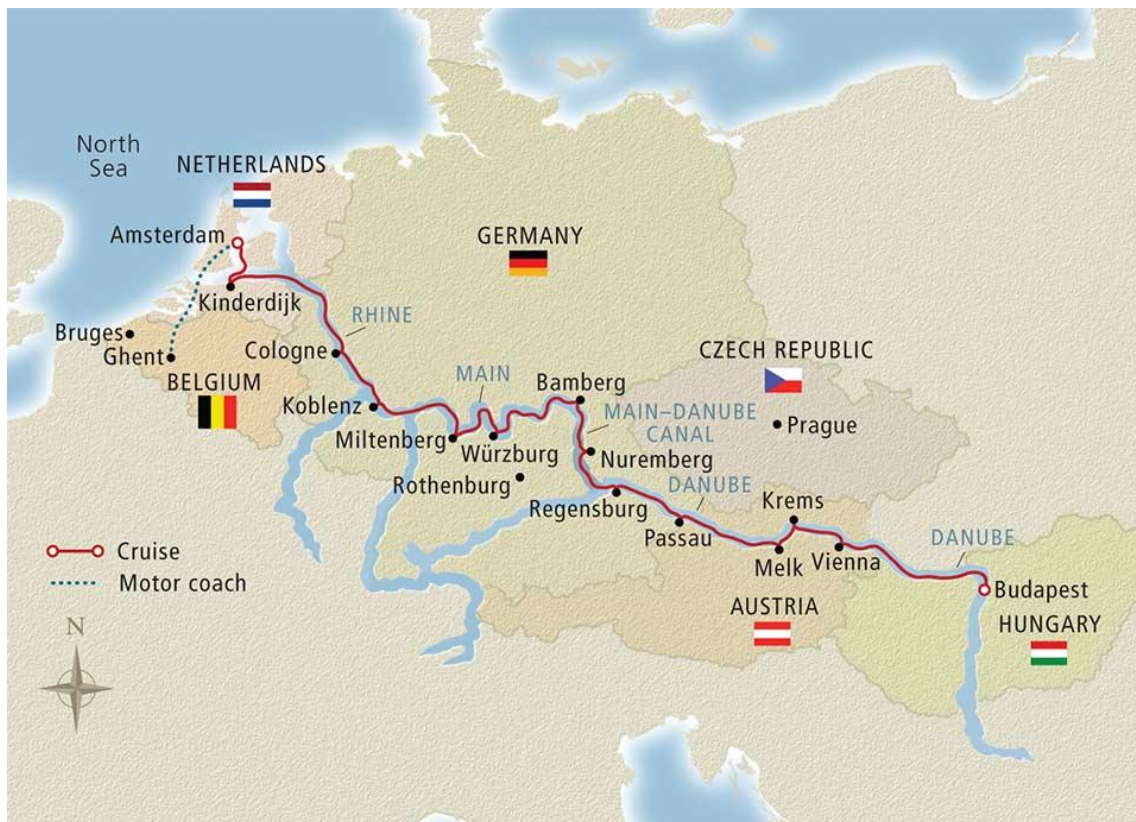 North
Sea
NETHERLANDS
Amsterdam
GERMANY
Kinderdijk
RHINE
Bruges
Ghent
Cologne
CZECH REPUBLIC
BELGIUM
MAIN
Bamberg
Koblenz
MAIN–DANUBE
CANAL
Prague
Miltenberg
Würzburg
Nuremberg
Rothenburg
DANUBE
Regensburg
Krems
Passau
DANUBE
Cruise
Melk
Vienna
Motor coach
Budapest
AUSTRIA
HUNGARY
N